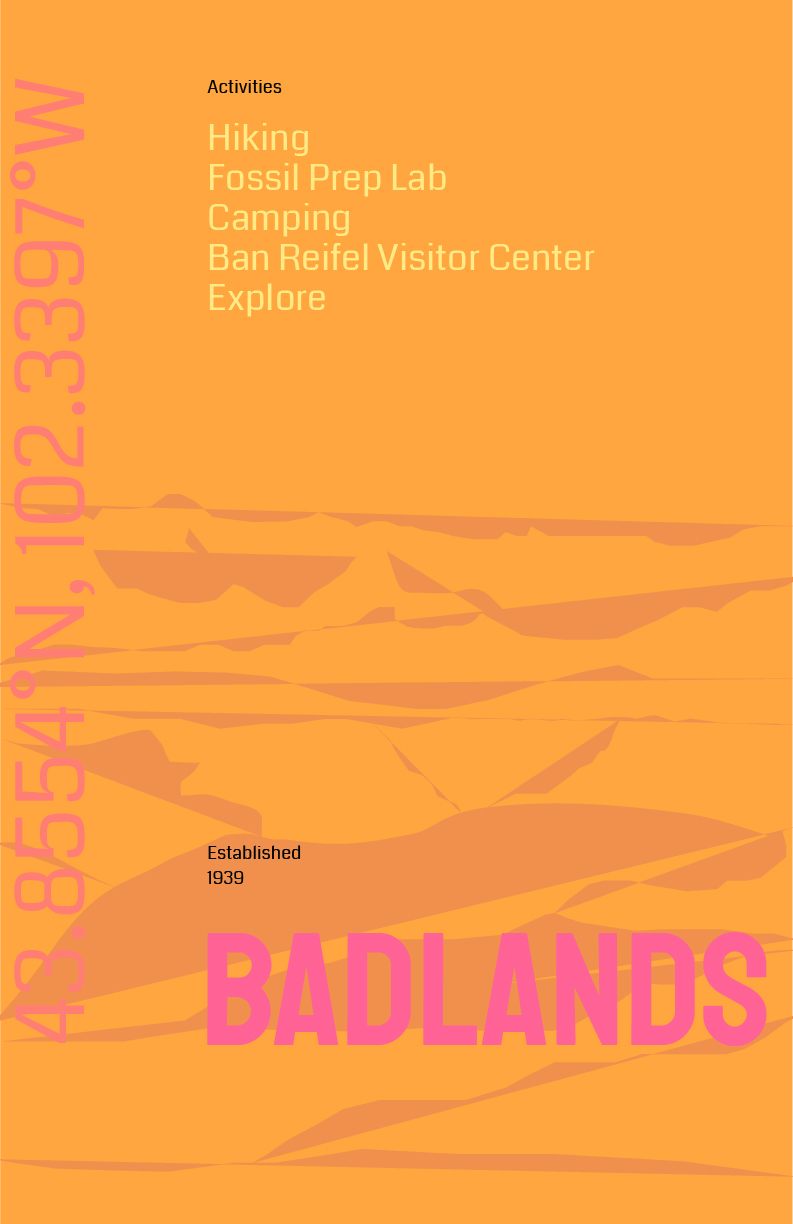 43.8554°N, 102.3397°W
Activities
Hiking
Fossil Prep Lab
Camping
Ban Reifel Visitor Center
Explore
Established
1939
BADLANDS